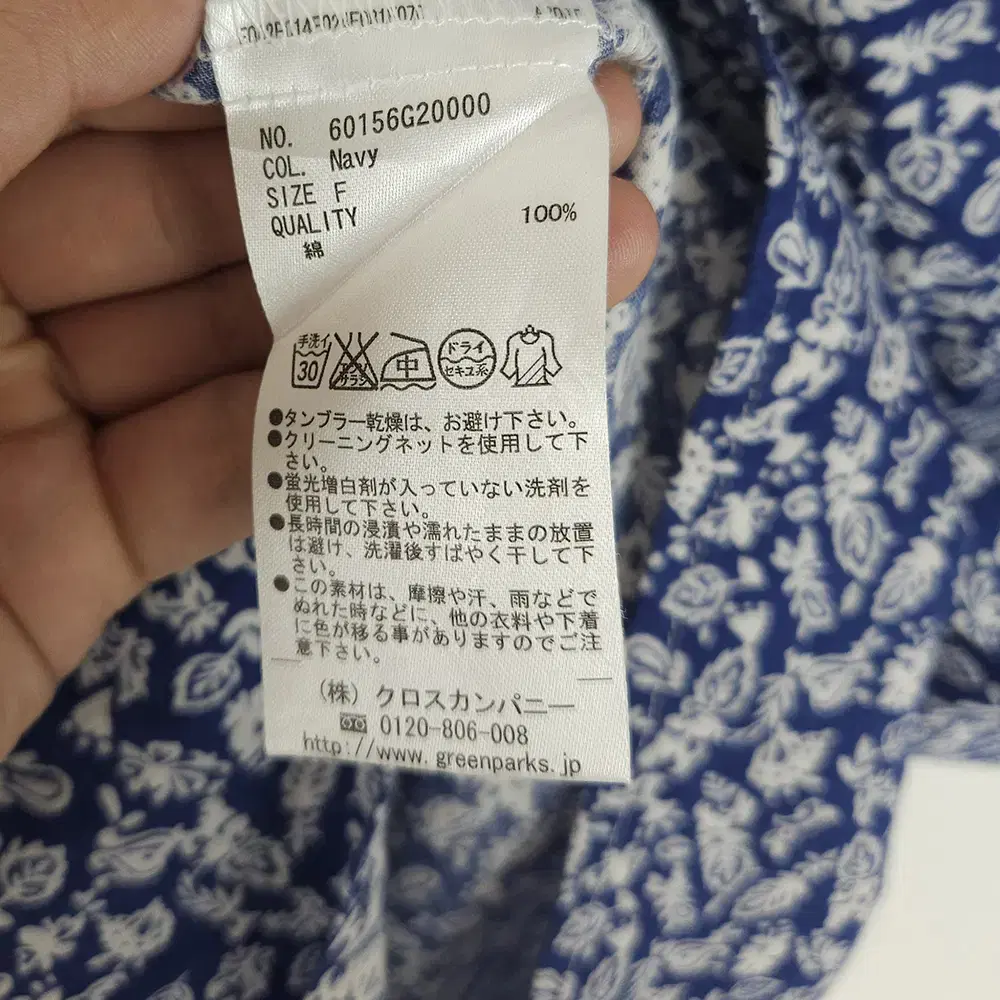 NO. 60156G20000
COL. Navy
SIZE F
QUALITY
綿 100%
手洗イ 30 中 ドライ セキユ系
●タンブラー乾燥は、お避け下さい。
●クリーニングネットを使用して下
さい。
●蛍光増白剤が入っていない洗剤を
使用して下さい。
●長時間の浸漬や濡れたままの放置
は避け、洗濯後すばやく干して下
さい。
●この素材は、摩擦や汗、雨などで
ぬれた時などに、他の衣料や下着
に色が移る事がありますのでご注
意下さい。
(株) クロスカンパニー
0120-806-008
http://www.greenparks.jp